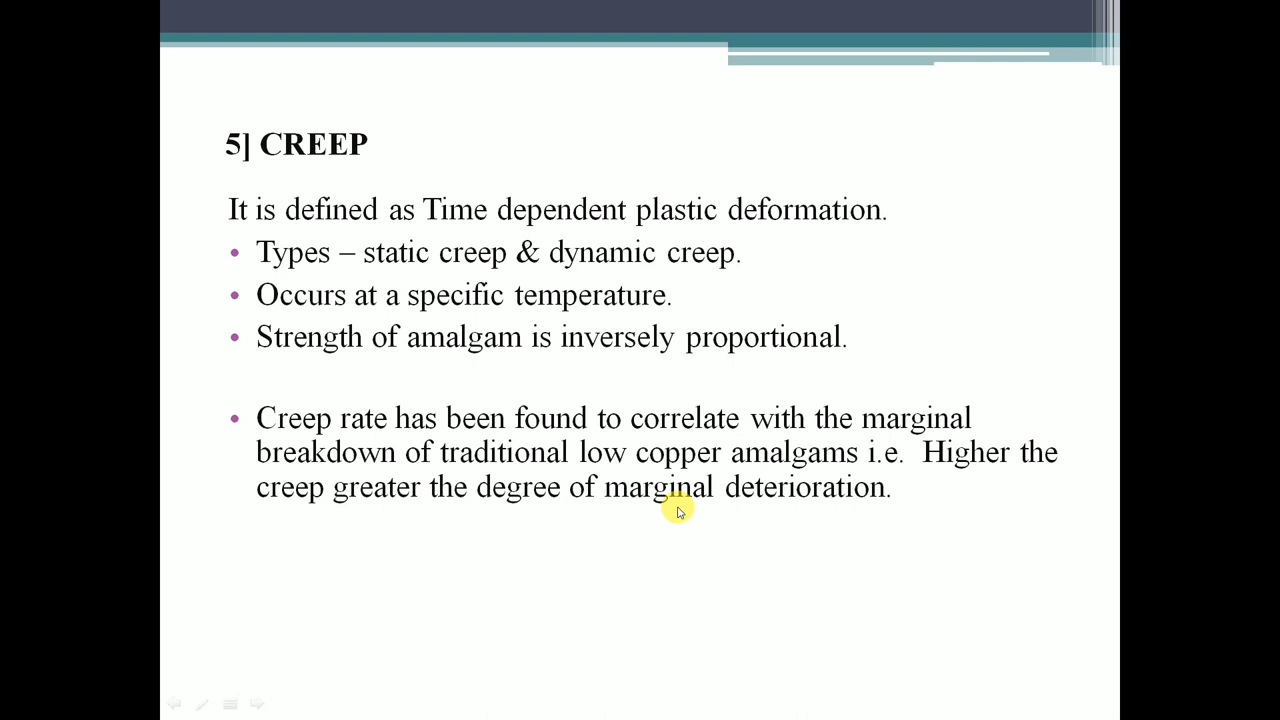 5] CREEP
It is defined as Time dependent plastic deformation.
• Types – static creep & dynamic creep.
• Occurs at a specific temperature.
• Strength of amalgam is inversely proportional.
• Creep rate has been found to correlate with the marginal
breakdown of traditional low copper amalgams i.e. Higher the
creep greater the degree of marginal deterioration.